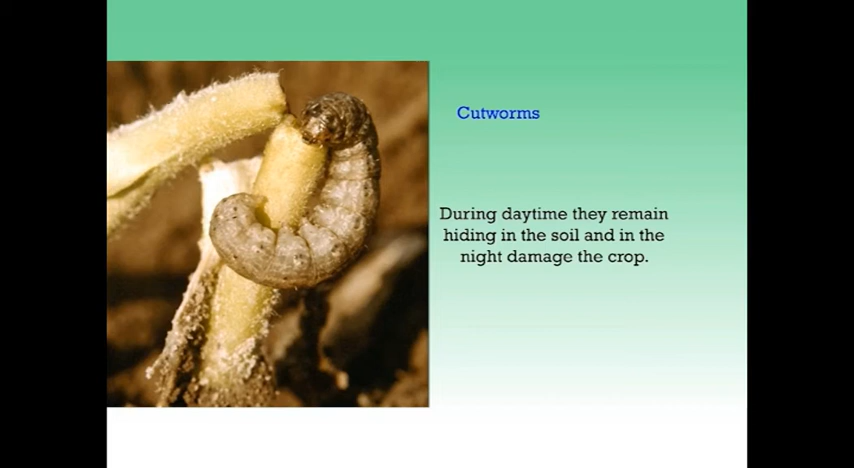 Cutworms
During daytime they remain
hiding in the soil and in the
night damage the crop.